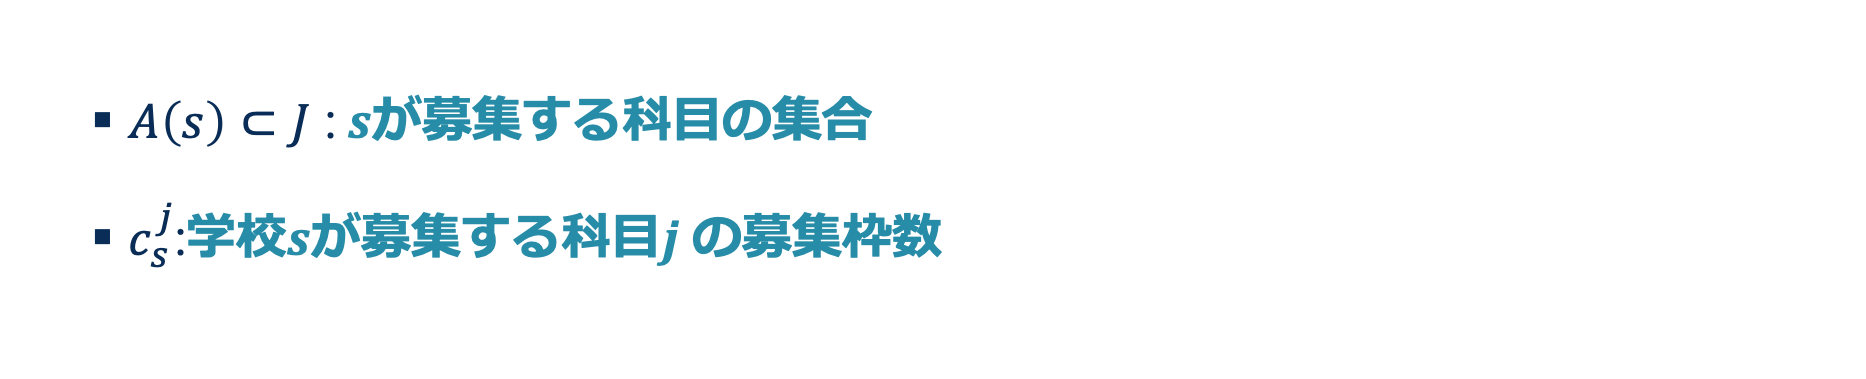 ▪ A(s) ⊂ J : sが募集する科目の集合
▪ c_s^j:学校sが募集する科目j の募集枠数